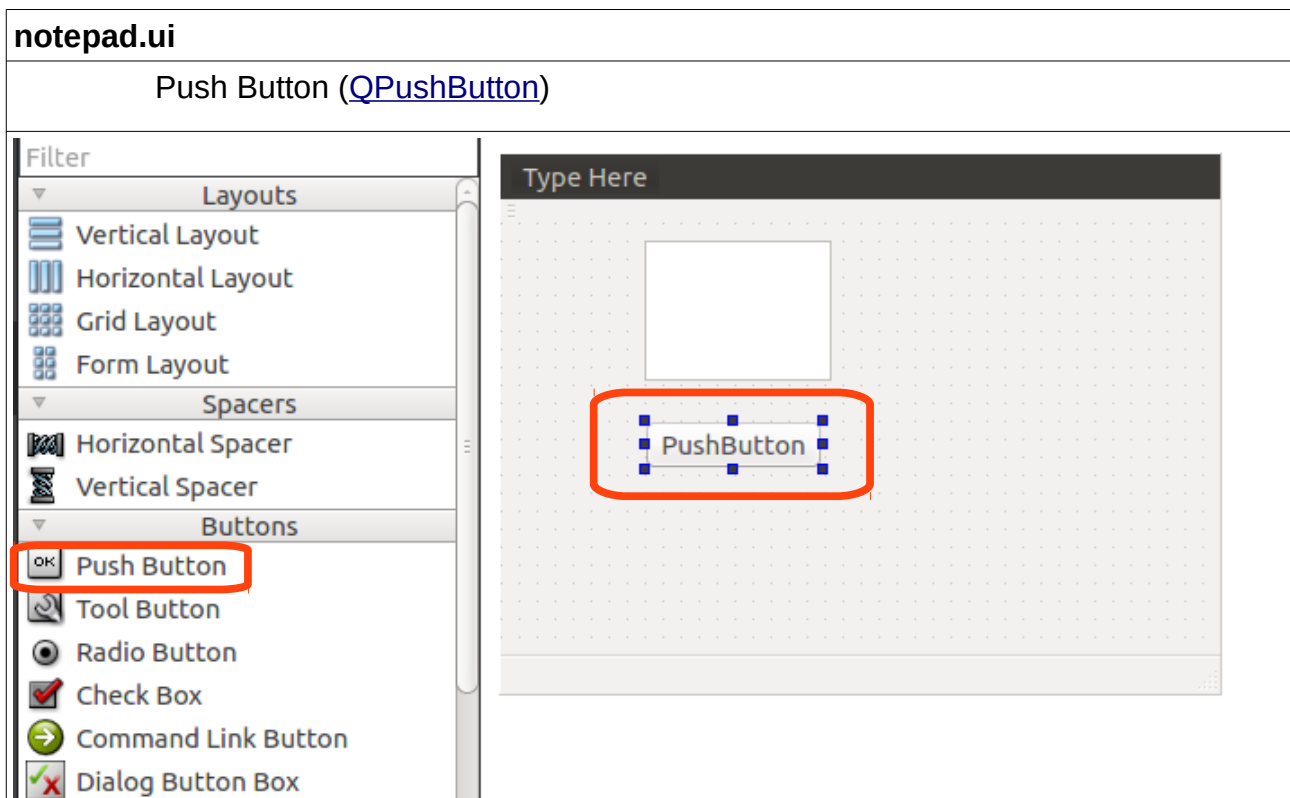 notepad.ui
Push Button (QPushButton)
Filter
Layouts
Vertical Layout
Horizontal Layout
Grid Layout
Form Layout
Spacers
Horizontal Spacer
Vertical Spacer
Buttons
OK Push Button
Tool Button
Radio Button
Check Box
Command Link Button
Dialog Button Box
Type Here
PushButton